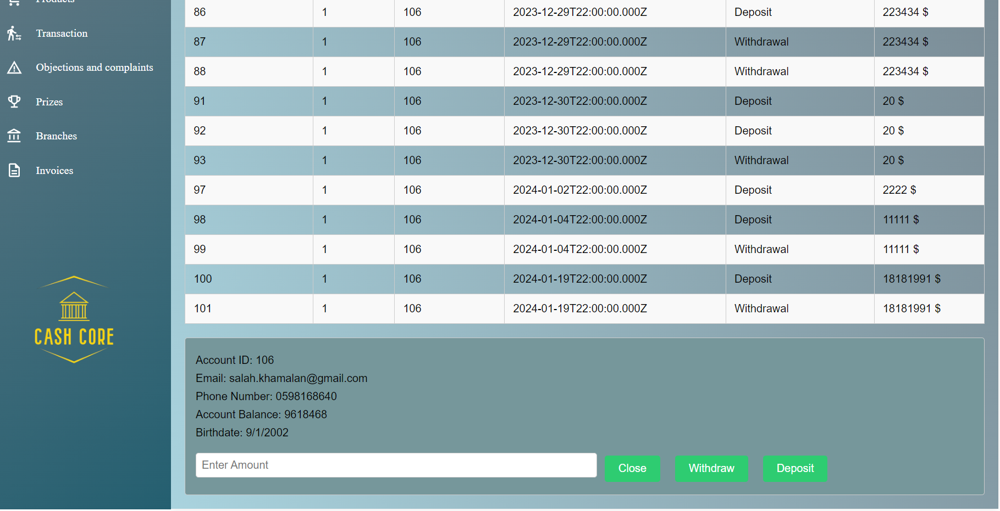 Products
Transaction
Objections and complaints
Prizes
Branches
Invoices
CASH CORE
86 1 106 2023-12-29T22:00:00.000Z Deposit 223434 $
87 1 106 2023-12-29T22:00:00.000Z Withdrawal 223434 $
88 1 106 2023-12-29T22:00:00.000Z Withdrawal 223434 $
91 1 106 2023-12-30T22:00:00.000Z Deposit 20 $
92 1 106 2023-12-30T22:00:00.000Z Deposit 20 $
93 1 106 2023-12-30T22:00:00.000Z Withdrawal 20 $
97 1 106 2024-01-02T22:00:00.000Z Deposit 2222 $
98 1 106 2024-01-04T22:00:00.000Z Deposit 11111 $
99 1 106 2024-01-04T22:00:00.000Z Withdrawal 11111 $
100 1 106 2024-01-19T22:00:00.000Z Deposit 18181991 $
101 1 106 2024-01-19T22:00:00.000Z Withdrawal 18181991 $
Account ID: 106
Email: salah.khamalan@gmail.com
Phone Number: 0598168640
Account Balance: 9618468
Birthdate: 9/1/2002
Enter Amount Close Withdraw Deposit